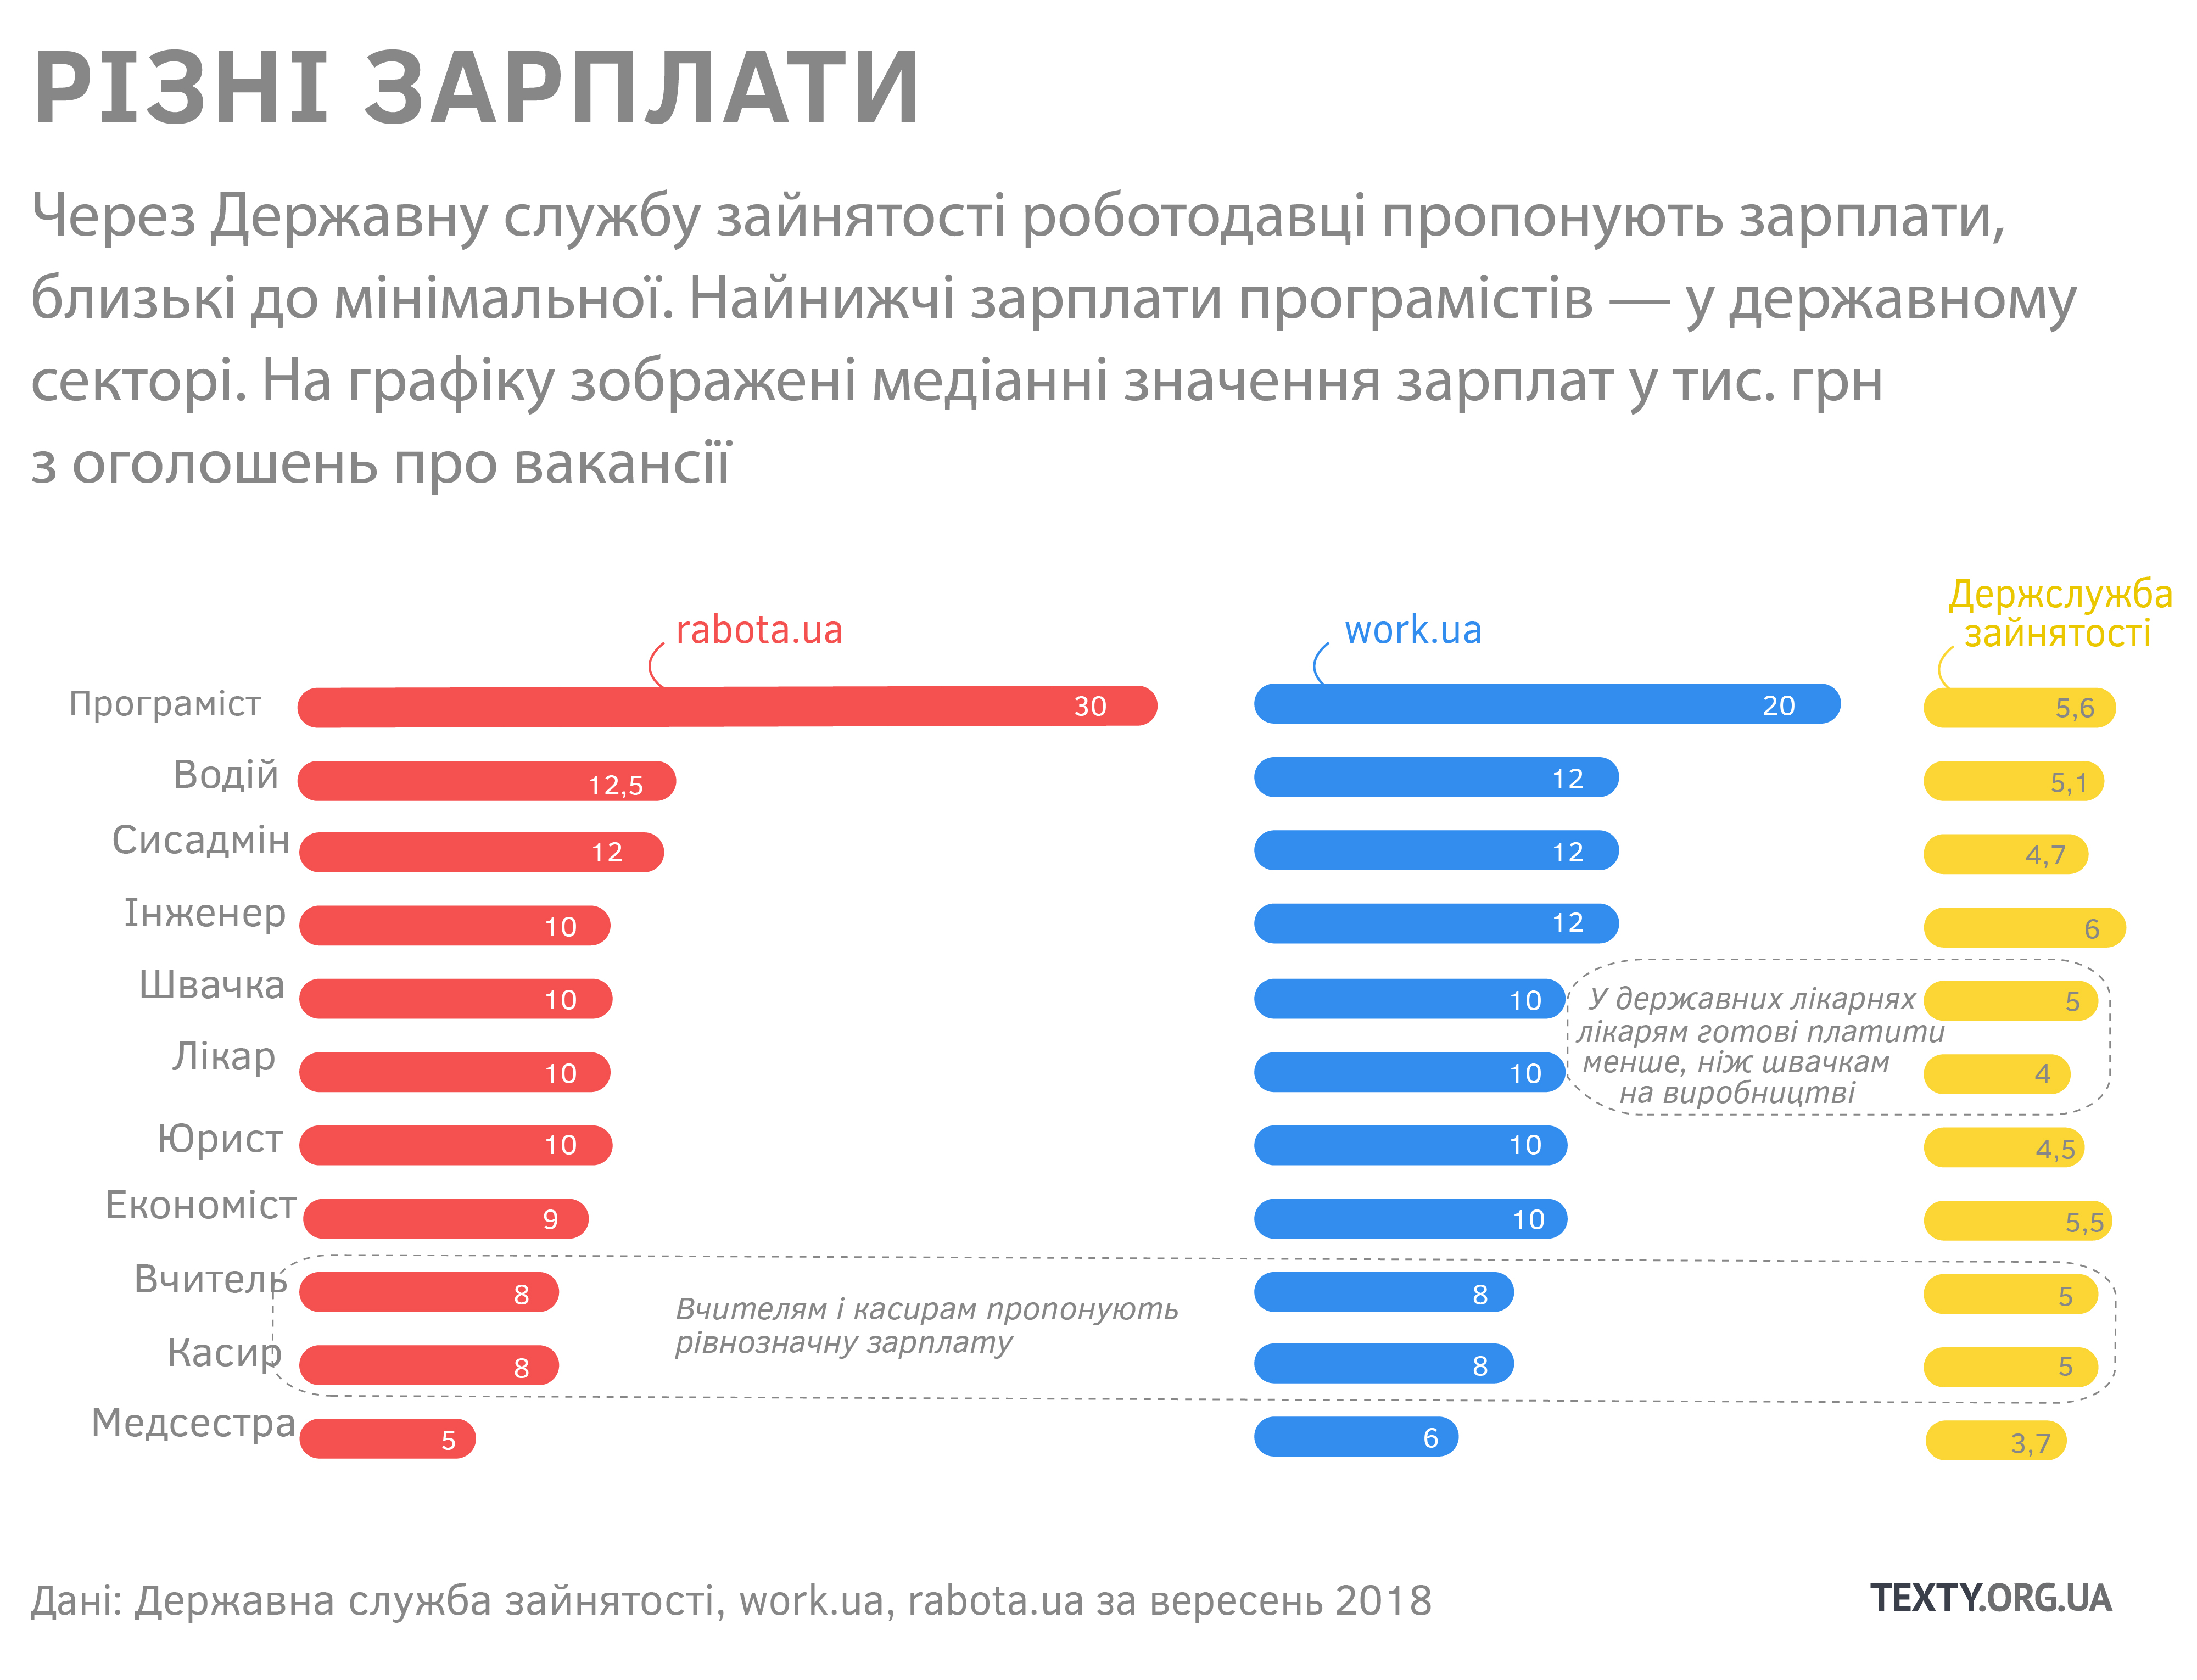 РІЗНІ ЗАРПЛАТИ
Через Державну службу зайнятості роботодавці пропонують зарплати,
близькі до мінімальної. Найнижчі зарплати програмістів — у державному
секторі. На графіку зображені медіанні значення зарплат у тис. грн
з оголошень про вакансії
rabota.ua
work.ua
Держслужба
зайнятості
Програміст 30 20 5,6
Водій 12,5 12 5,1
Сисадмін 12 12 4,7
Інженер 10 12 6
Швачка 10 10 5
Лікар 10 10 4
У державних лікарнях
лікарям готові платити
менше, ніж швачкам
на виробництві
Юрист 10 10 4,5
Економіст 9 10 5,5
Вчитель 8 8 5
Касир 8 8 5
Вчителям і касирам пропонують
рівнозначну зарплату
Медсестра 5 6 3,7
Дані: Державна служба зайнятості, work.ua, rabota.ua за вересень 2018
TEXTY.ORG.UA